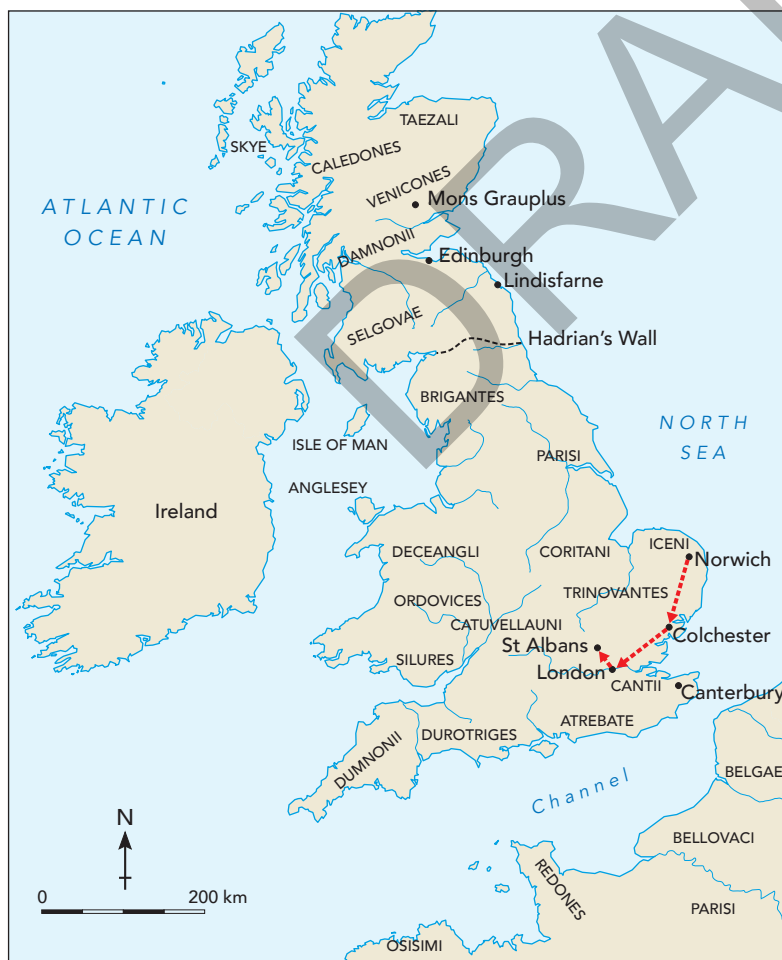 DRA
TAEZALI
SKYE
CALEDONES
VENICONES
Mons Grauplus
ATLANTIC
OCEAN
DAMNONII
Edinburgh
Lindisfarne
SELGOVAE
Hadrian's Wall
BRIGANTES
NORTH
SEA
ISLE OF MAN
PARISI
ANGLESEY
Ireland
ICENI
DECEANGLI
CORITANI
Norwich
TRINOVANTES
ORDOVICES
CATUVELLAUNI
Colchester
St Albans
SILURES
London
CANTII
Canterbury
ATREBATE
DUROTRIGES
DUMNONII
BELGAE
Channel
N
BELLOVACI
REDONES
0 200 km
PARISI
OSISIMI